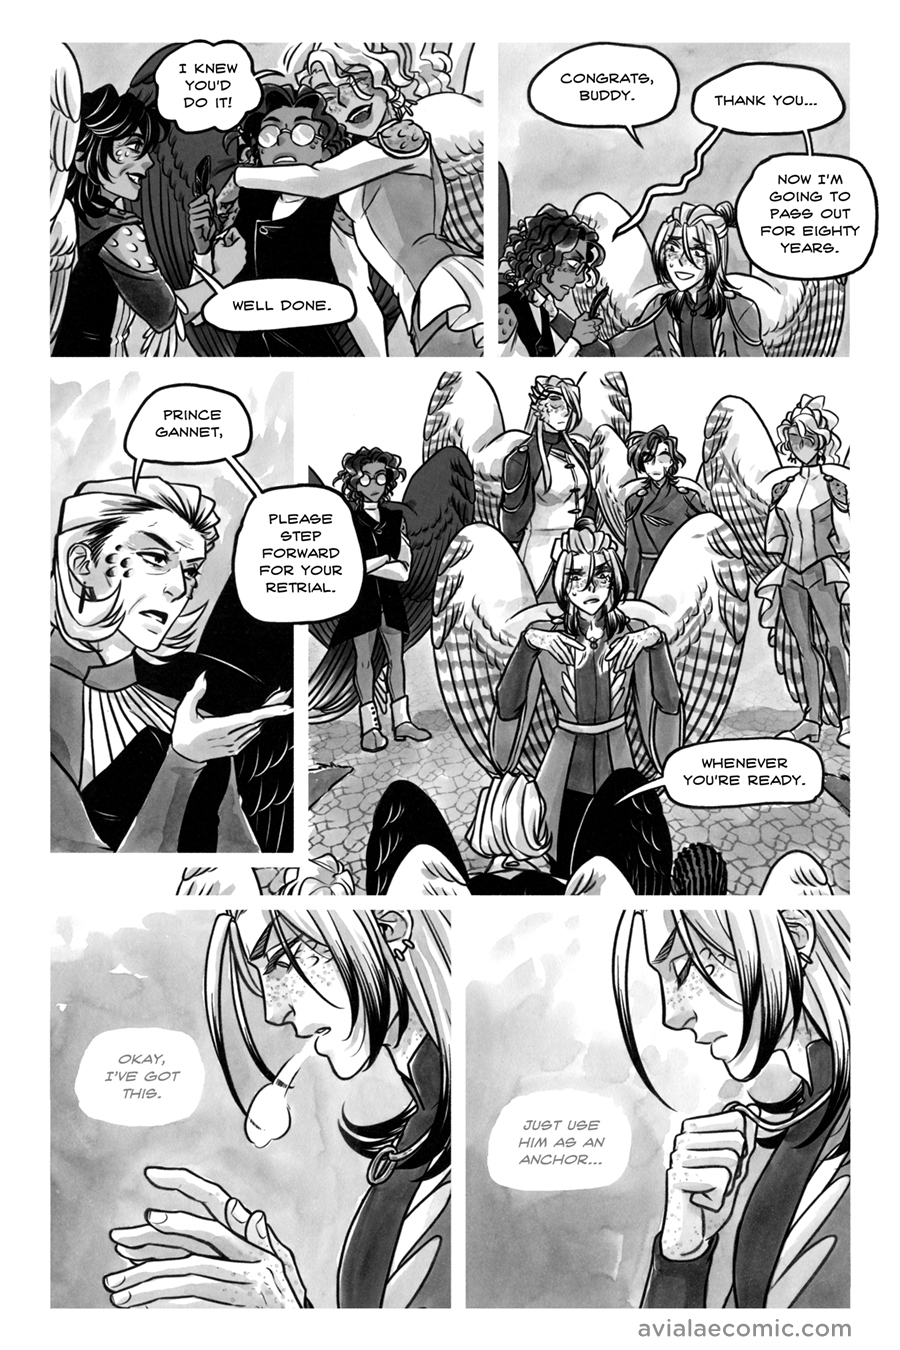 I KNEW
YOU'D
DO IT!
WELL DONE.
CONGRATS,
BUDDY.
THANK YOU...
NOW I'M
GOING TO
PASS OUT
FOR EIGHTY
YEARS.
PRINCE
GANNET,
PLEASE
STEP
FORWARD
FOR YOUR
RETRIAL.
WHENEVER
YOU'RE READY.
OKAY,
I'VE GOT
THIS.
JUST USE
HIM AS AN
ANCHOR...
avialaecomic.com